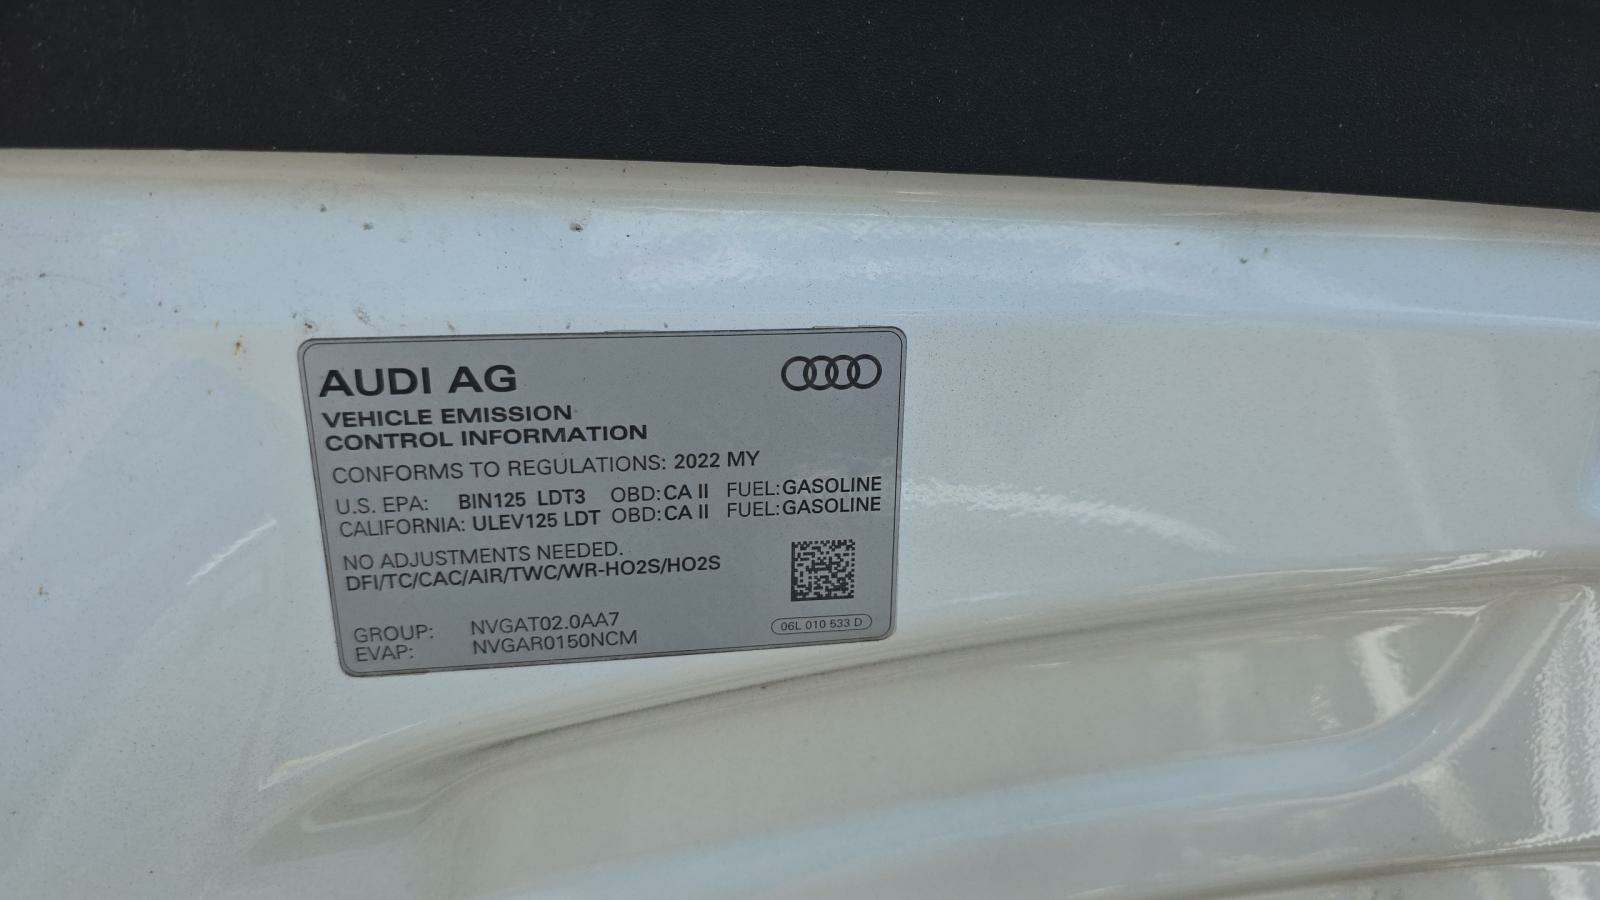 AUDI AG
VEHICLE EMISSION
CONTROL INFORMATION
CONFORMS TO REGULATIONS: 2022 MY
U.S. EPA: BIN125 LDT3 OBD: CA II FUEL: GASOLINE
CALIFORNIA: ULEV125 LDT OBD: CA II FUEL: GASOLINE
NO ADJUSTMENTS NEEDED.
DFI/TC/CAC/AIR/TWC/WR-HO2S/HO2S
GROUP: NVGAT02.0AA7
EVAP: NVGAR0150NCM
06L 010 533 D